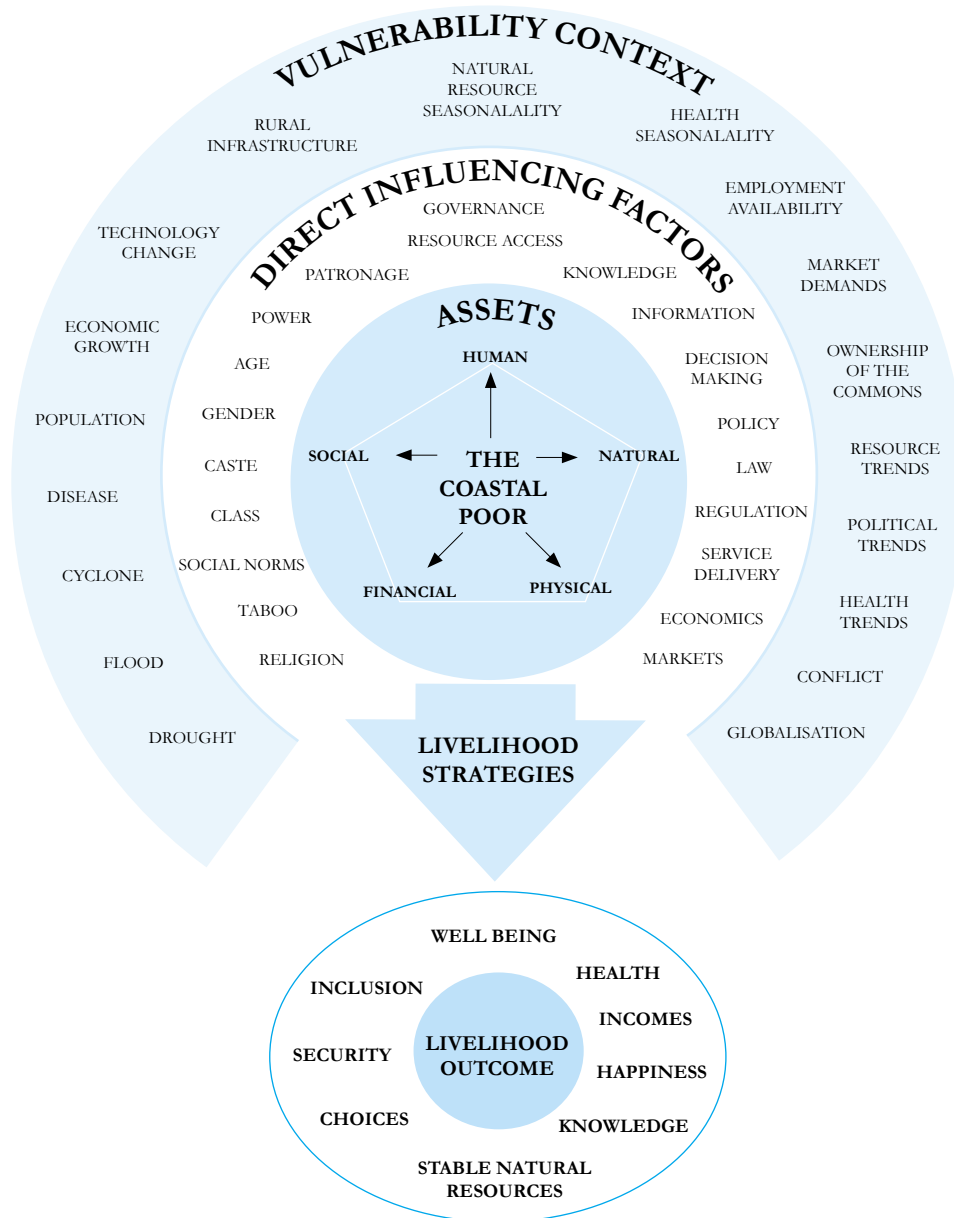 VULNERABILITY CONTEXT
NATURAL
RESOURCE
SEASONALALITY
HEALTH
SEASONALALITY
RURAL
INFRASTRUCTURE
EMPLOYMENT
AVAILABILITY
TECHNOLOGY
CHANGE
MARKET
DEMANDS
ECONOMIC
GROWTH
OWNERSHIP
OF THE
COMMONS
POPULATION
RESOURCE
TRENDS
DISEASE
POLITICAL
TRENDS
CYCLONE
HEALTH
TRENDS
FLOOD
CONFLICT
DROUGHT
GLOBALISATION
DIRECT INFLUENCING FACTORS
GOVERNANCE
RESOURCE ACCESS
PATRONAGE
KNOWLEDGE
POWER
INFORMATION
AGE
DECISION
MAKING
GENDER
POLICY
CASTE
LAW
CLASS
REGULATION
SOCIAL NORMS
SERVICE
DELIVERY
TABOO
ECONOMICS
RELIGION
MARKETS
ASSETS
HUMAN
SOCIAL
THE
COASTAL
POOR
NATURAL
FINANCIAL
PHYSICAL
LIVELIHOOD
STRATEGIES
WELL BEING
HEALTH
INCLUSION
INCOMES
SECURITY
LIVELIHOOD
OUTCOME
HAPPINESS
CHOICES
KNOWLEDGE
STABLE NATURAL
RESOURCES